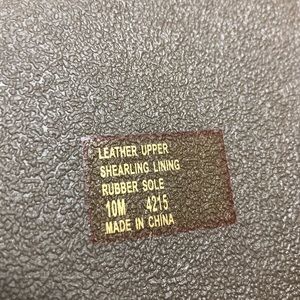 LEATHER UPPER
SHEARLING LINING
RUBBER SOLE
10M 4215
MADE IN CHINA